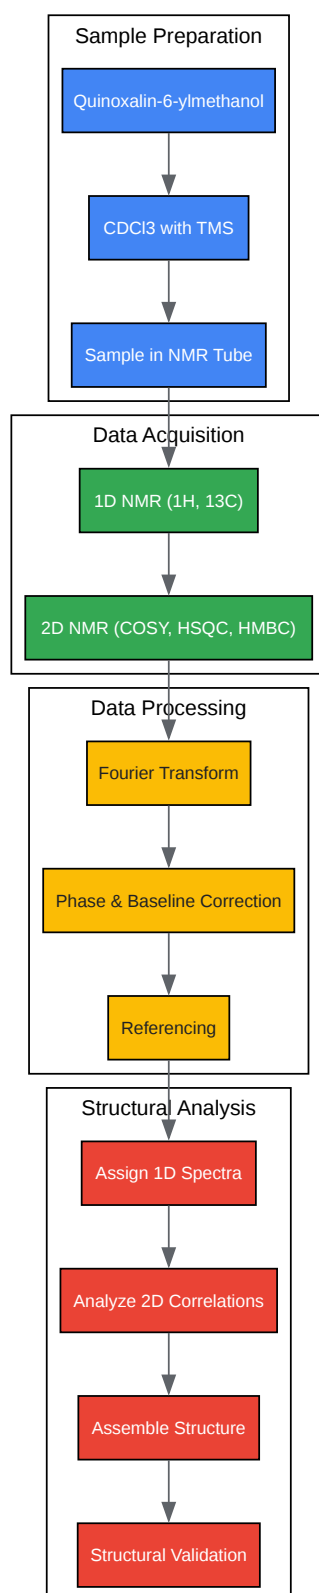 Sample Preparation
Quinoxalin-6-ylmethanol
CDCl3 with TMS
Sample in NMR Tube
Data Acquisition
1D NMR (1H, 13C)
2D NMR (COSY, HSQC, HMBC)
Data Processing
Fourier Transform
Phase & Baseline Correction
Referencing
Structural Analysis
Assign 1D Spectra
Analyze 2D Correlations
Assemble Structure
Structural Validation